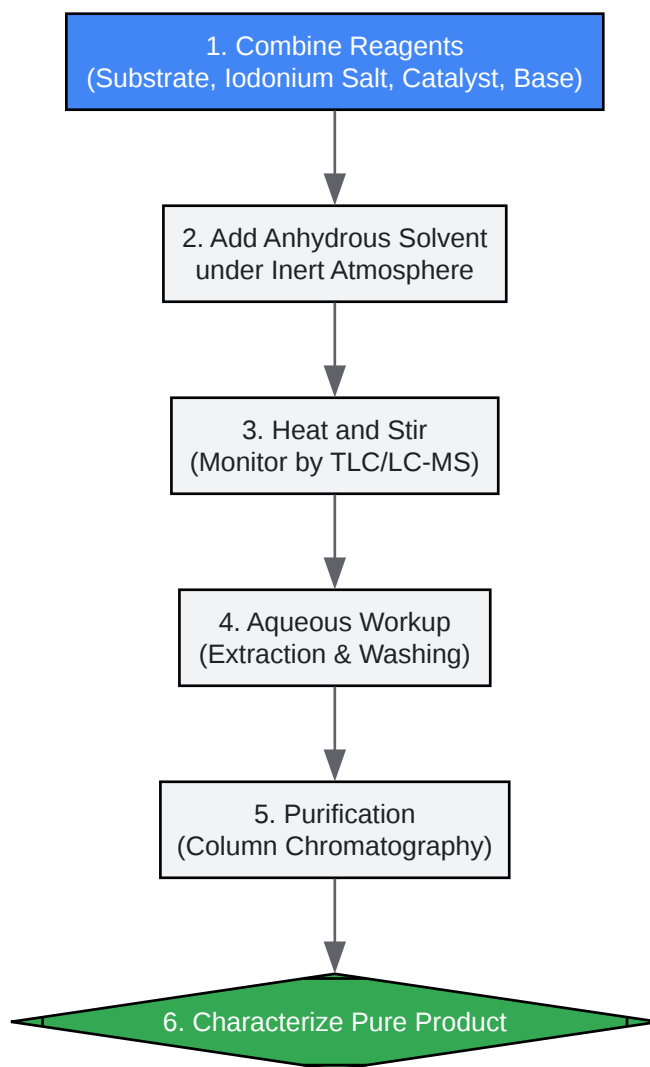 1. Combine Reagents
(Substrate, Iodonium Salt, Catalyst, Base)
2. Add Anhydrous Solvent
under Inert Atmosphere
3. Heat and Stir
(Monitor by TLC/LC-MS)
4. Aqueous Workup
(Extraction & Washing)
5. Purification
(Column Chromatography)
6. Characterize Pure Product